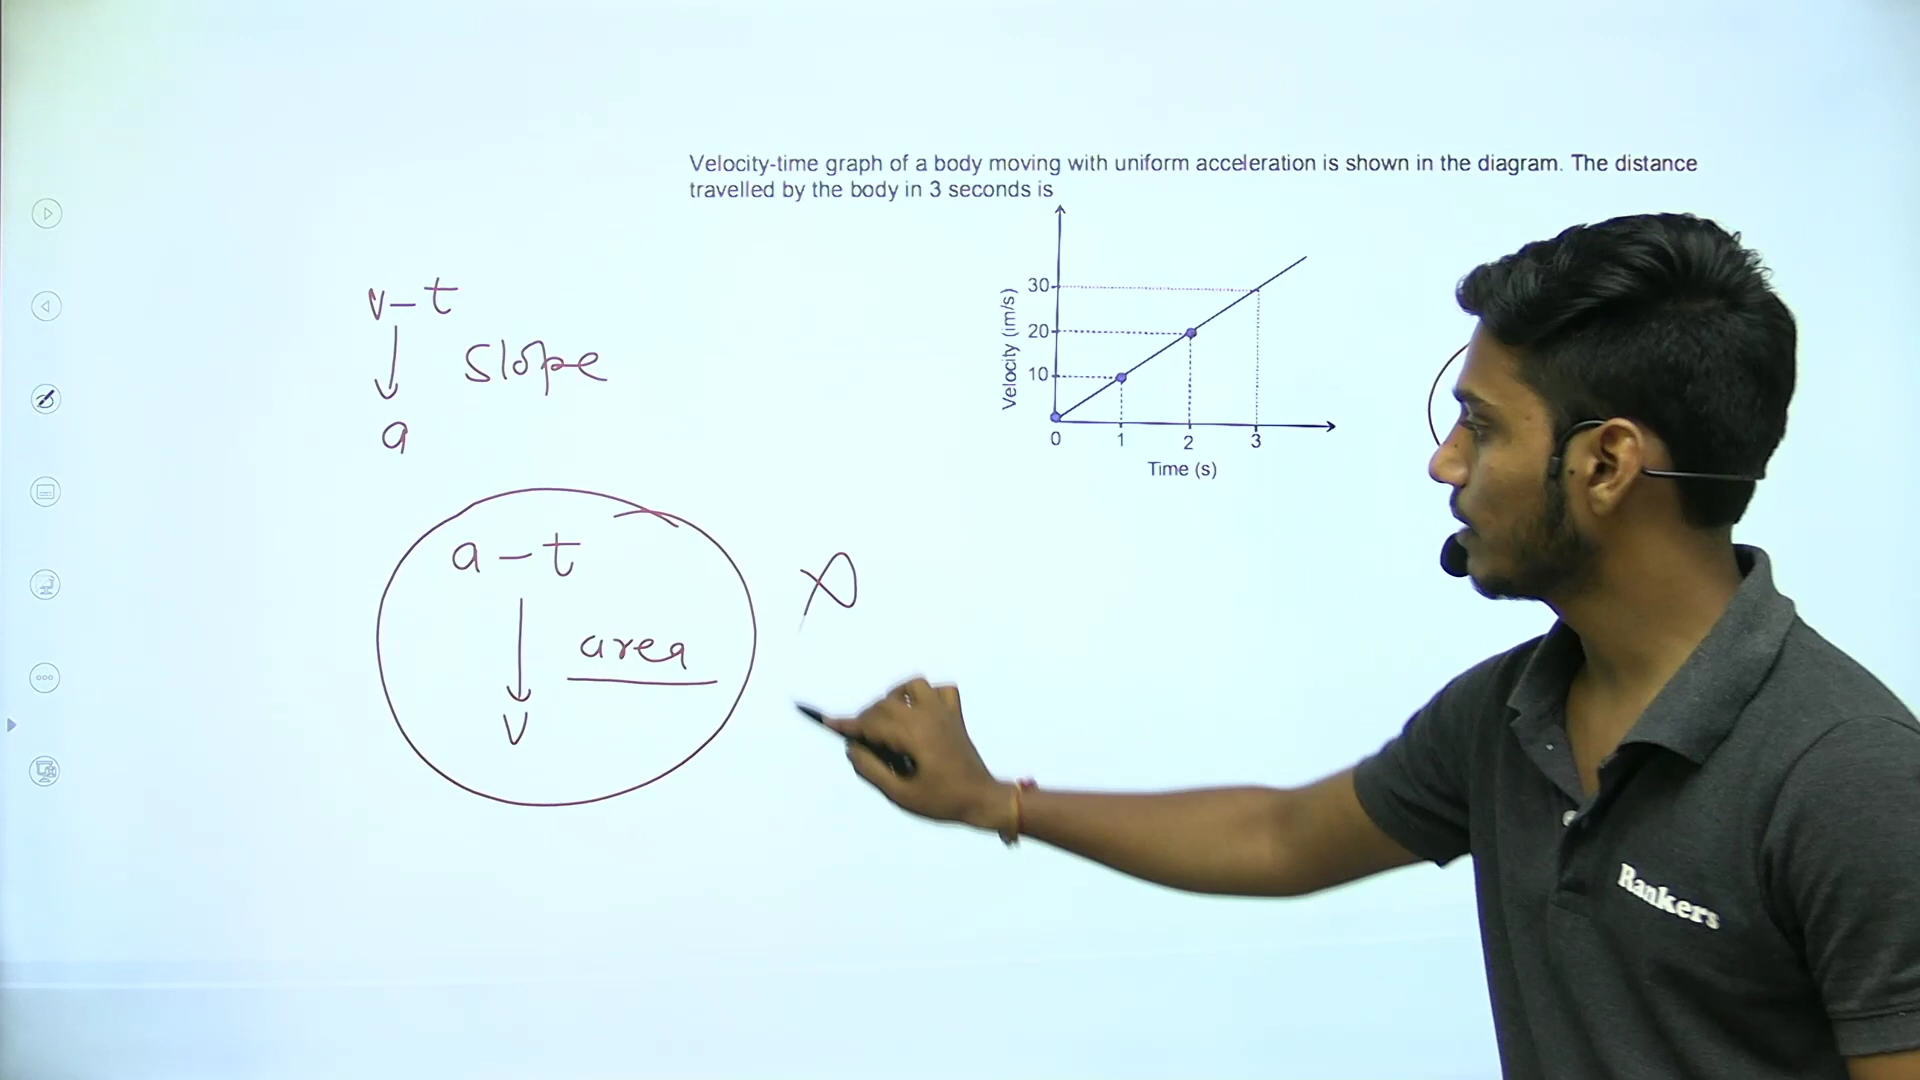 Velocity-time graph of a body moving with uniform acceleration is shown in the diagram. The distance
travelled by the body in 3 seconds is
v-t
slope
a
a-t
area
v
30
20
10
Velocity (im/s)
0 1 2 3
Time (s)
Rankers